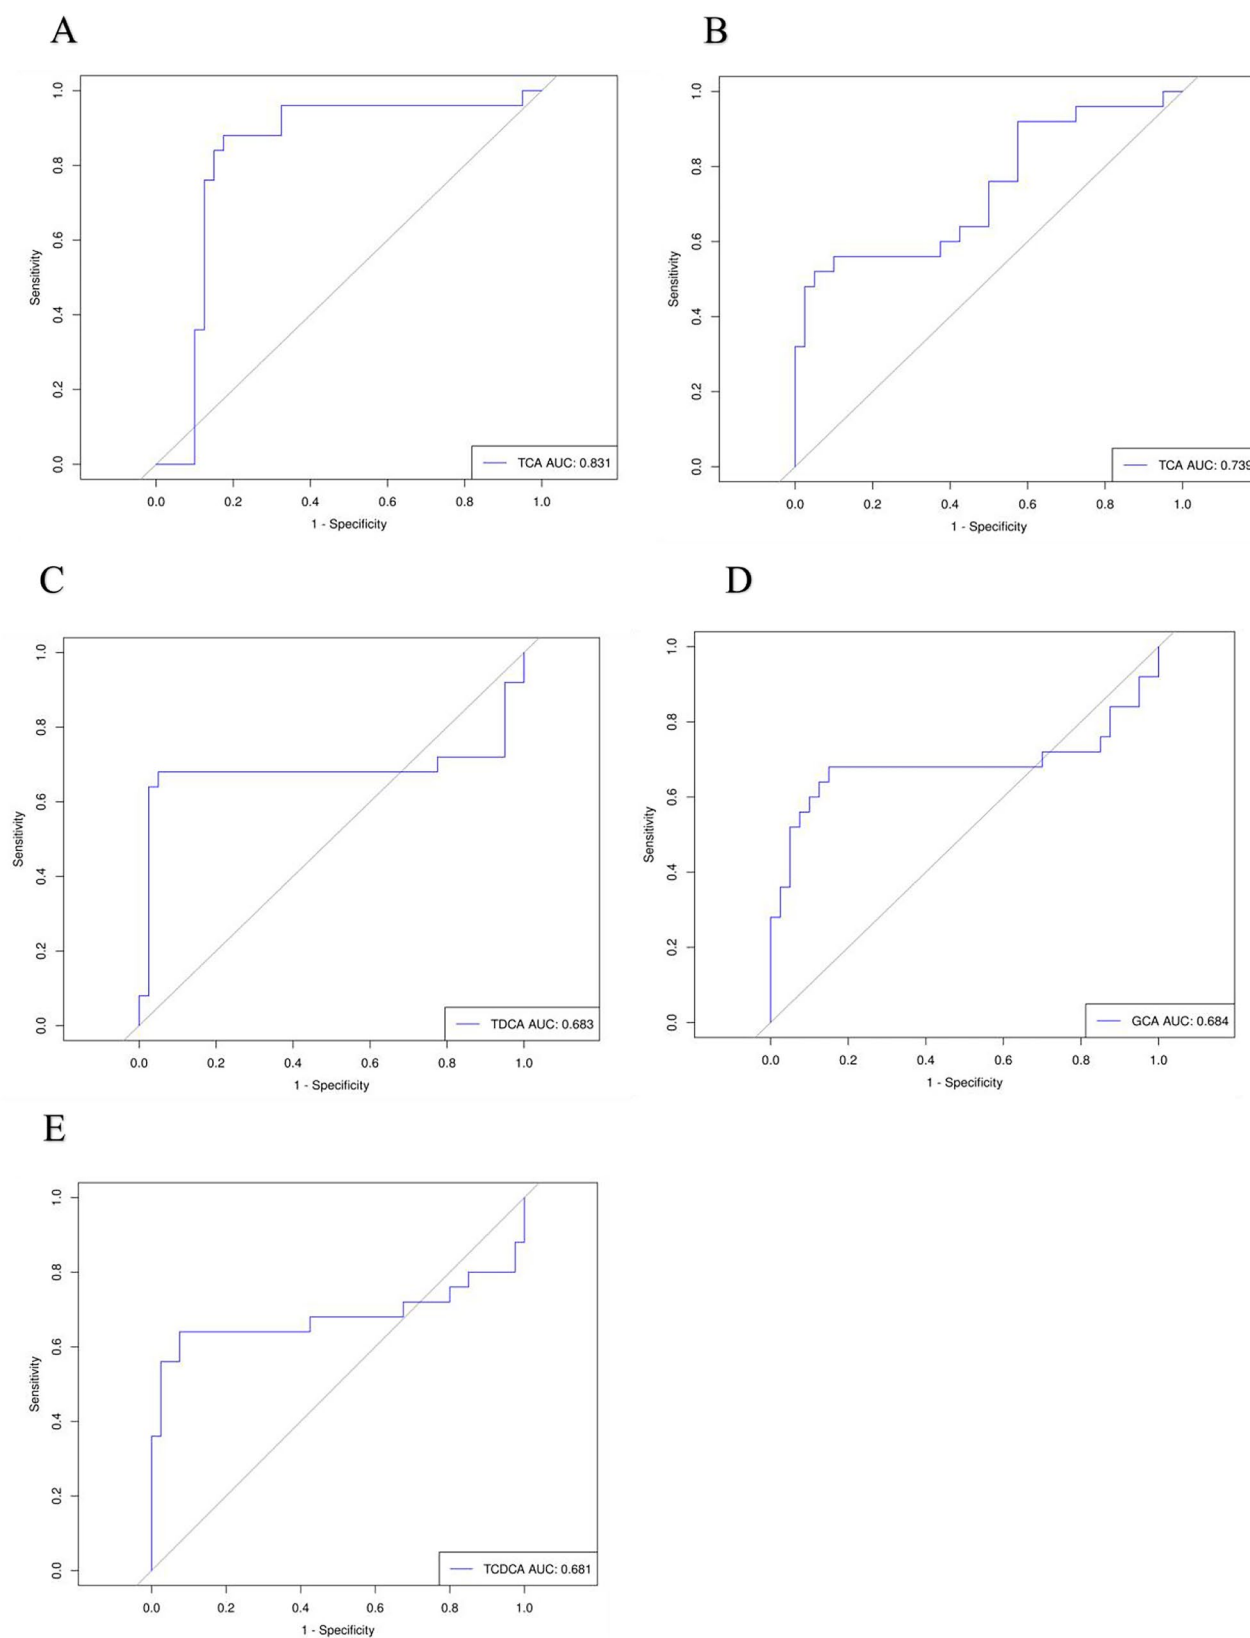 A
1.0
0.8
0.6
0.4
0.2
0.0
Sensitivity
TCA AUC: 0.831
0.0 0.2 0.4 0.6 0.8 1.0
1 - Specificity
B
1.0
0.8
0.6
0.4
0.2
0.0
Sensitivity
TCA AUC: 0.739
0.0 0.2 0.4 0.6 0.8 1.0
1 - Specificity
C
1.0
0.8
0.6
0.4
0.2
0.0
Sensitivity
TDCA AUC: 0.683
0.0 0.2 0.4 0.6 0.8 1.0
1 - Specificity
D
1.0
0.8
0.6
0.4
0.2
0.0
Sensitivity
GCA AUC: 0.684
0.0 0.2 0.4 0.6 0.8 1.0
1 - Specificity
E
1.0
0.8
0.6
0.4
0.2
0.0
Sensitivity
TCDCA AUC: 0.681
0.0 0.2 0.4 0.6 0.8 1.0
1 - Specificity